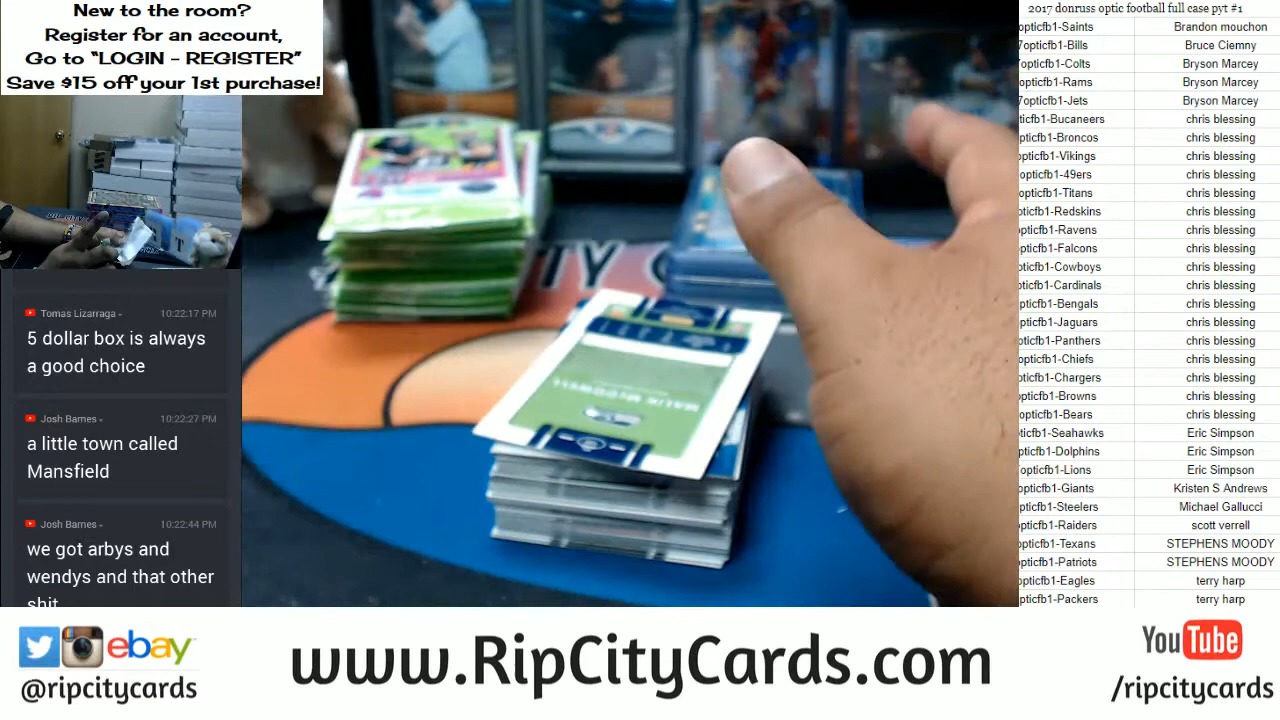 New to the room?
Register for an account,
Go to "LOGIN - REGISTER"
Save $15 off your 1st purchase!
Tomas Lizarraga
10:22:17 PM
5 dollar box is always
a good choice
Josh Barnes
10:22:27 PM
a little town called
Mansfield
Josh Barnes
10:22:44 PM
we got arbys and
wendys and that other
shit
MALIK McDOWELL
2017 donruss optic football full case pyt #1
opticfb1-Saints Brandon mouchon
7opticfb1-Bills Bruce Ciemny
7opticfb1-Colts Bryson Marcey
opticfb1-Rams Bryson Marcey
7opticfb1-Jets Bryson Marcey
opticfb1-Bucaneers chris blessing
opticfb1-Broncos chris blessing
opticfb1-Vikings chris blessing
opticfb1-49ers chris blessing
opticfb1-Titans chris blessing
opticfb1-Redskins chris blessing
opticfb1-Ravens chris blessing
opticfb1-Falcons chris blessing
opticfb1-Cowboys chris blessing
opticfb1-Cardinals chris blessing
opticfb1-Bengals chris blessing
opticfb1-Jaguars chris blessing
opticfb1-Panthers chris blessing
opticfb1-Chiefs chris blessing
opticfb1-Chargers chris blessing
opticfb1-Browns chris blessing
opticfb1-Bears chris blessing
opticfb1-Seahawks Eric Simpson
opticfb1-Dolphins Eric Simpson
opticfb1-Lions Eric Simpson
opticfb1-Giants Kristen S Andrews
opticfb1-Steelers Michael Gallucci
opticfb1-Raiders scott verrell
opticfb1-Texans STEPHENS MOODY
opticfb1-Patriots STEPHENS MOODY
opticfb1-Eagles terry harp
opticfb1-Packers terry harp
ebay
@ripcitycards
www.RipCityCards.com
YouTube
/ripcitycards